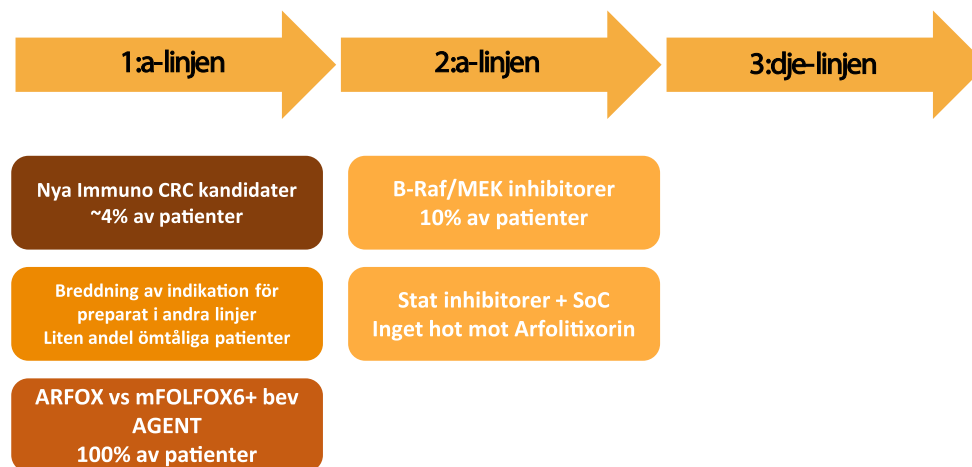 1:a-linjen
2:a-linjen
3:dje-linjen
Nya Immuno CRC kandidater
~4% av patienter
B-Raf/MEK inhibitorer
10% av patienter
Breddning av indikation för
preparat i andra linjer
Liten andel ömtåliga patienter
Stat inhibitorer + SoC
Inget hot mot Arfolitixorin
ARFOX vs mFOLFOX6+ bev
AGENT
100% av patienter